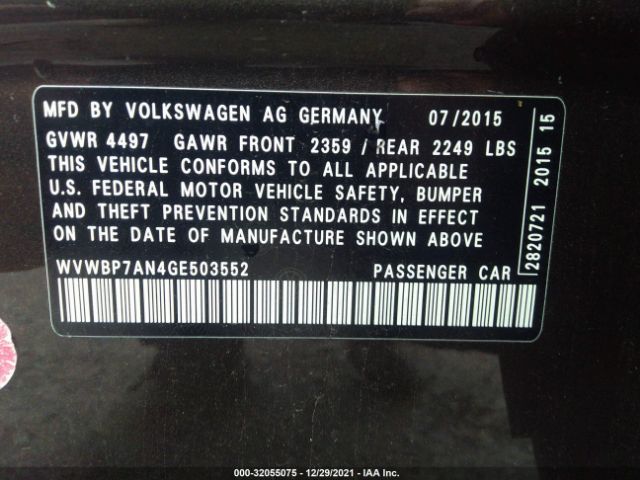 MFD BY VOLKSWAGEN AG GERMANY 07/2015
GVWR 4497 GAWR FRONT 2359 / REAR 2249 LBS
THIS VEHICLE CONFORMS TO ALL APPLICABLE
U.S. FEDERAL MOTOR VEHICLE SAFETY, BUMPER
AND THEFT PREVENTION STANDARDS IN EFFECT
ON THE DATE OF MANUFACTURE SHOWN ABOVE
WVWBP7AN4GE503552 PASSENGER CAR
2820721 2015 15
000-32055075 - 12/29/2021 - IAA Inc.